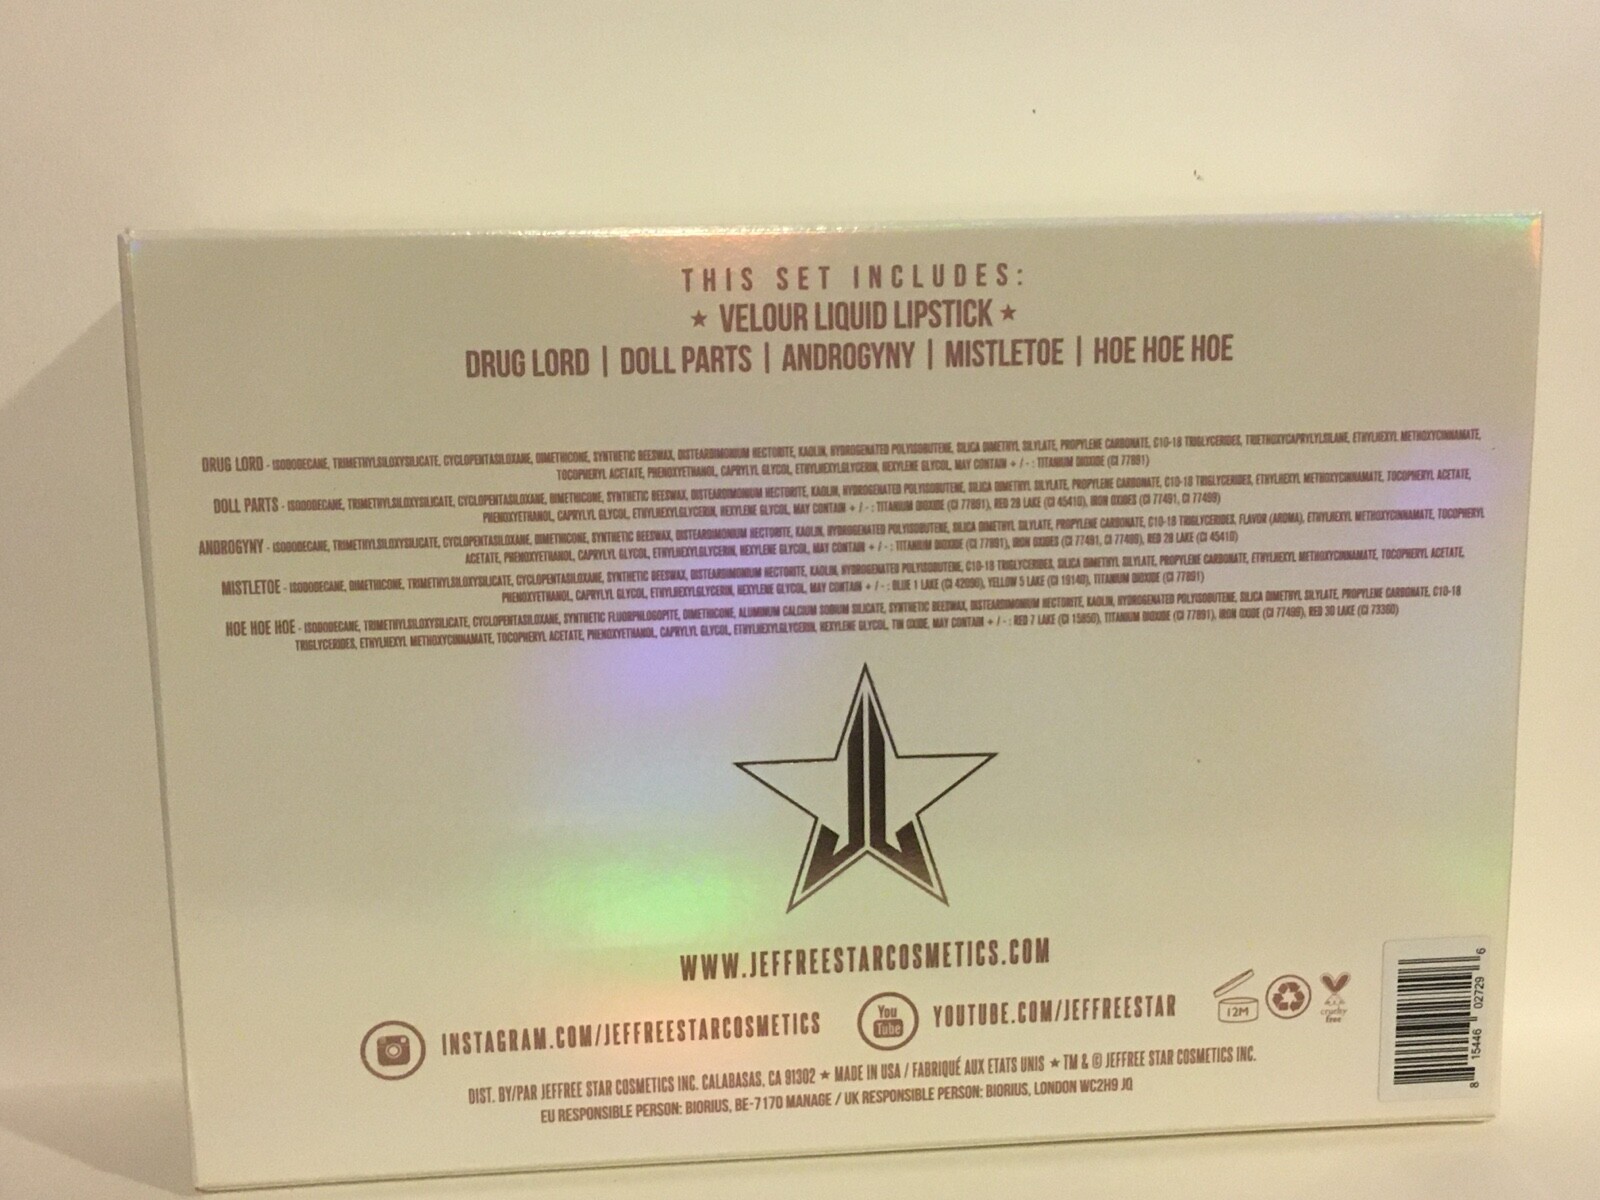 THIS SET INCLUDES:
★ VELOUR LIQUID LIPSTICK ★
DRUG LORD | DOLL PARTS | ANDROGYNY | MISTLETOE | HOE HOE HOE
DRUG LORD - ISODODECANE, TRIMETHYLSILOXYSILICATE, CYCLOPENTASILOXANE, DIMETHICONE, SYNTHETIC BEESWAX, DISTEARDIMONIUM HECTORITE, KAOLIN, HYDROGENATED POLYISOBUTENE, SILICA DIMETHYL SILYLATE, PROPYLENE CARBONATE, C10-18 TRIGLYCERIDES, TRIETHOXYCAPRYLYLSILANE, ETHYLHEXYL METHOXYCINNAMATE,
TOCOPHERYL ACETATE, PHENOXYETHANOL, CAPRYLYL GLYCOL, ETHYLHEXYLGLYCERIN, HEXYLENE GLYCOL, MAY CONTAIN + / - : TITANIUM DIOXIDE (CI 77891)
DOLL PARTS - ISODODECANE, TRIMETHYLSILOXYSILICATE, CYCLOPENTASILOXANE, DIMETHICONE, SYNTHETIC BEESWAX, DISTEARDIMONIUM HECTORITE, KAOLIN, HYDROGENATED POLYISOBUTENE, SILICA DIMETHYL SILYLATE, PROPYLENE CARBONATE, C10-18 TRIGLYCERIDES, ETHYLHEXYL METHOXYCINNAMATE, TOCOPHERYL ACETATE,
PHENOXYETHANOL, CAPRYLYL GLYCOL, ETHYLHEXYLGLYCERIN, HEXYLENE GLYCOL, MAY CONTAIN + / - : TITANIUM DIOXIDE (CI 77891), RED 28 LAKE (CI 45410), IRON OXIDES (CI 77491, CI 77499)
ANDROGYNY - ISODODECANE, TRIMETHYLSILOXYSILICATE, CYCLOPENTASILOXANE, DIMETHICONE, SYNTHETIC BEESWAX, DISTEARDIMONIUM HECTORITE, KAOLIN, HYDROGENATED POLYISOBUTENE, SILICA DIMETHYL SILYLATE, PROPYLENE CARBONATE, C10-18 TRIGLYCERIDES, FLAVOR (AROMA), ETHYLHEXYL METHOXYCINNAMATE, TOCOPHERYL
ACETATE, PHENOXYETHANOL, CAPRYLYL GLYCOL, ETHYLHEXYLGLYCERIN, HEXYLENE GLYCOL, MAY CONTAIN + / - : TITANIUM DIOXIDE (CI 77891), IRON OXIDES (CI 77491, CI 77499), RED 28 LAKE (CI 45410)
MISTLETOE - ISODODECANE, DIMETHICONE, TRIMETHYLSILOXYSILICATE, CYCLOPENTASILOXANE, SYNTHETIC BEESWAX, DISTEARDIMONIUM HECTORITE, KAOLIN, HYDROGENATED POLYISOBUTENE, C10-18 TRIGLYCERIDES, SILICA DIMETHYL SILYLATE, PROPYLENE CARBONATE, ETHYLHEXYL METHOXYCINNAMATE, TOCOPHERYL ACETATE,
PHENOXYETHANOL, CAPRYLYL GLYCOL, ETHYLHEXYLGLYCERIN, HEXYLENE GLYCOL, MAY CONTAIN + / - : BLUE 1 LAKE (CI 42090), YELLOW 5 LAKE (CI 19140), TITANIUM DIOXIDE (CI 77891)
HOE HOE HOE - ISODODECANE, TRIMETHYLSILOXYSILICATE, CYCLOPENTASILOXANE, SYNTHETIC FLUORPHLOGOPITE, DIMETHICONE, ALUMINUM CALCIUM SODIUM SILICATE, SYNTHETIC BEESWAX, DISTEARDIMONIUM HECTORITE, KAOLIN, HYDROGENATED POLYISOBUTENE, SILICA DIMETHYL SILYLATE, PROPYLENE CARBONATE, C10-18
TRIGLYCERIDES, ETHYLHEXYL METHOXYCINNAMATE, TOCOPHERYL ACETATE, PHENOXYETHANOL, CAPRYLYL GLYCOL, ETHYLHEXYLGLYCERIN, HEXYLENE GLYCOL, TIN OXIDE, MAY CONTAIN + / - : RED 7 LAKE (CI 15850), TITANIUM DIOXIDE (CI 77891), IRON OXIDE (CI 77499), RED 30 LAKE (CI 73360)
WWW.JEFFREESTARCOSMETICS.COM
INSTAGRAM.COM/JEFFREESTARCOSMETICS
You Tube
YOUTUBE.COM/JEFFREESTAR
12M
cruelty free
DIST. BY/PAR JEFFREE STAR COSMETICS INC. CALABASAS, CA 91302 ★ MADE IN USA / FABRIQUÉ AUX ETATS UNIS ★ TM & © JEFFREE STAR COSMETICS INC.
EU RESPONSIBLE PERSON: BIORIUS, BE-7170 MANAGE / UK RESPONSIBLE PERSON: BIORIUS, LONDON WC2H9 JQ
8 15446 02729 6